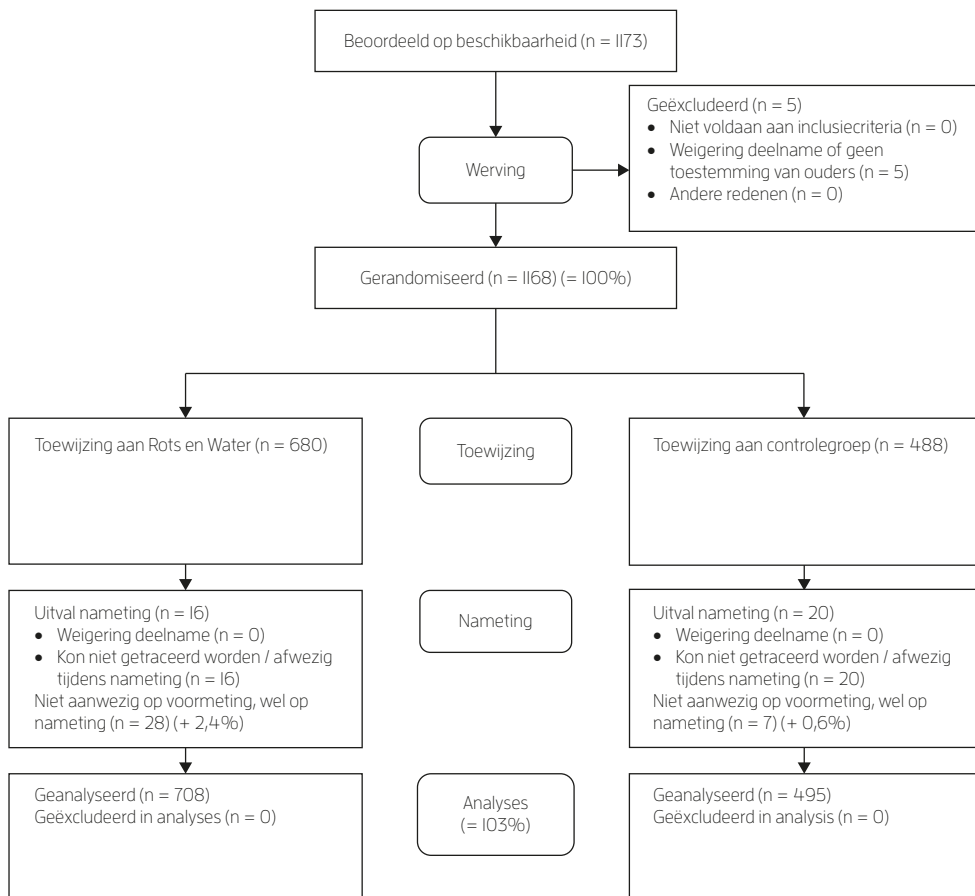 Beoordeeld op beschikbaarheid (n = 1173)
Geëxcludeerd (n = 5)
• Niet voldaan aan inclusiecriteria (n = 0)
• Weigering deelname of geen
toestemming van ouders (n = 5)
• Andere redenen (n = 0)
Werving
Gerandomiseerd (n = 1168) (= 100%)
Toewijzing aan Rots en Water (n = 680)
Toewijzing
Toewijzing aan controlegroep (n = 488)
Uitval nameting (n = 16)
• Weigering deelname (n = 0)
• Kon niet getraceerd worden / afwezig
tijdens nameting (n = 16)
Niet aanwezig op voormeting, wel op
nameting (n = 28) (+ 2,4%)
Nameting
Uitval nameting (n = 20)
• Weigering deelname (n = 0)
• Kon niet getraceerd worden / afwezig
tijdens nameting (n = 20)
Niet aanwezig op voormeting, wel op
nameting (n = 7) (+ 0,6%)
Geanalyseerd (n = 708)
Geëxcludeerd in analyses (n = 0)
Analyses
(= 103%)
Geanalyseerd (n = 495)
Geëxcludeerd in analysis (n = 0)